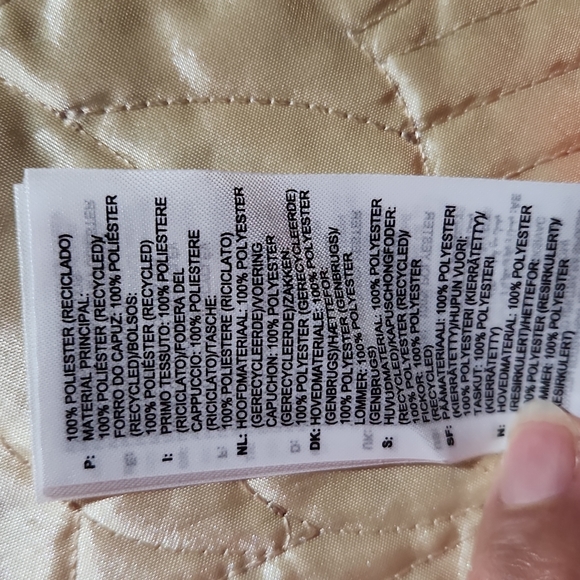 100% POLIESTER (RECICLADO)
P: MATERIAL PRINCIPAL:
100% POLIÉSTER (RECYCLED)/
FORRO DO CAPUZ: 100% POLIÉSTER
(RECYCLED)/BOLSOS:
100% POLIÉSTER (RECYCLED)
I: PRIMO TESSUTO: 100% POLIESTERE
(RICICLATO)/FODERA DEL
CAPPUCCIO: 100% POLIESTERE
(RICICLATO)/TASCHE:
100% POLIESTERE (RICICLATO)
NL: HOOFDMATERIAAL: 100% POLYESTER
(GERECYCLEERDE)/VOERING
CAPUCHON: 100% POLYESTER
(GERECYCLEERDE)/ZAKKEN:
100% POLYESTER (GERECYCLEERDE)
DK: HOVEDMATERIALE: 100% POLYESTER
(GENBRUGS)/HÆTTEFOR:
100% POLYESTER (GENBRUGS)/
LOMMER: 100% POLYESTER
(GENBRUGS)
S: HUVUDMATERIAL: 100% POLYESTER
(RECYCLED)/KAPUSCHONGFODER:
100% POLYESTER (RECYCLED)/
FICKOR: 100% POLYESTER
(RECYCLED)
SF: PÄÄMATERIAALI: 100% POLYESTERI
(KIERRÄTETTY)/HUPUN VUORI:
100% POLYESTERI (KIERRÄTETTY)/
TASKUT: 100% POLYESTERI
(KIERRÄTETTY)
N: HOVEDMATERIAL: 100% POLYESTER
(RESIRKULERT)/HETTEFOR:
100% POLYESTER (RESIRKULERT)/
100% POLYESTER
(RESIRKULERT)